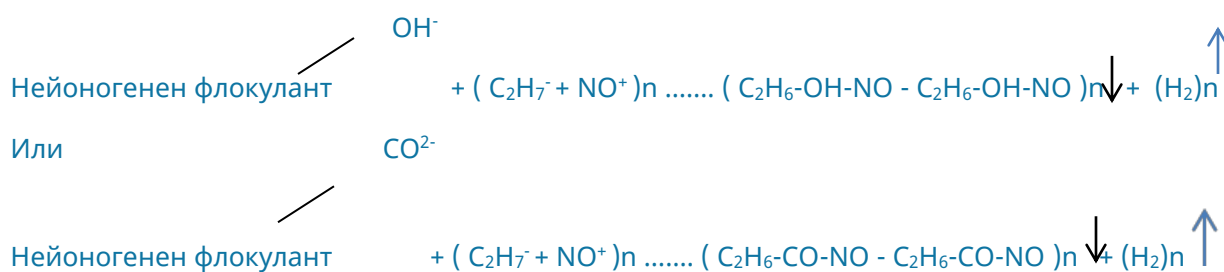 OH⁻
Нейоногенен флокулант + ( C₂H₇⁻ + NO⁺ )n ....... ( C₂H₆-OH-NO - C₂H₆-OH-NO )n + (H₂)n
Или CO²⁻
Нейоногенен флокулант + ( C₂H₇⁻ + NO⁺ )n ....... ( C₂H₆-CO-NO - C₂H₆-CO-NO )n + (H₂)n